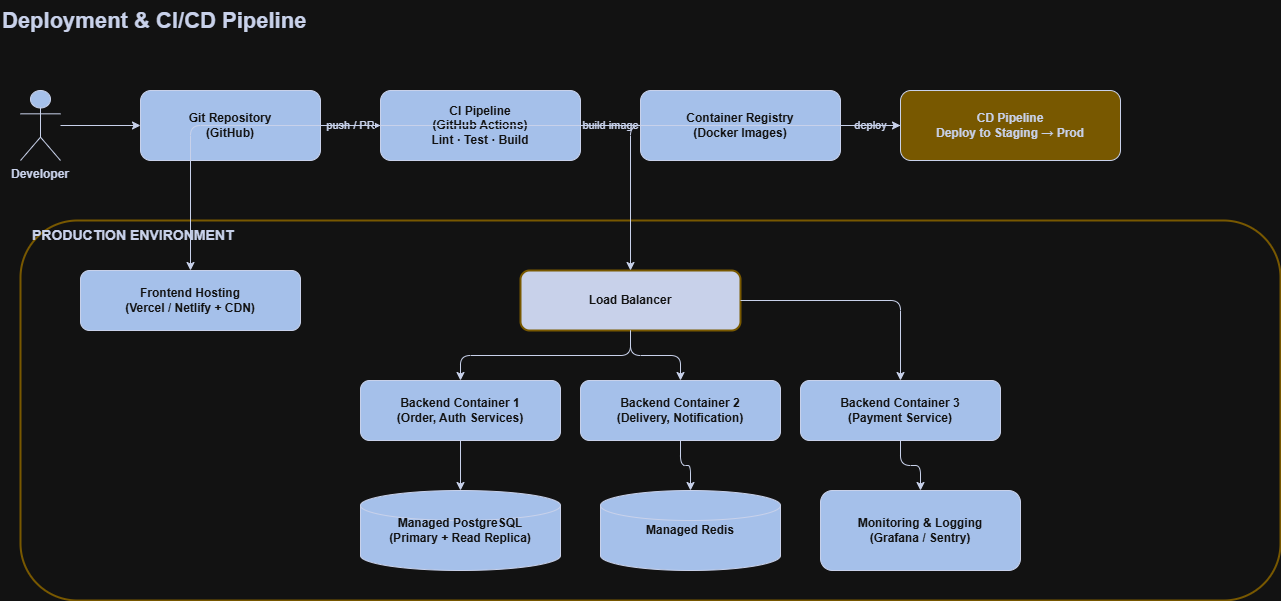 Deployment & CI/CD Pipeline
Developer
Git Repository
(GitHub)
push / PR
CI Pipeline
(GitHub Actions)
Lint · Test · Build
build image
Container Registry
(Docker Images)
deploy
CD Pipeline
Deploy to Staging → Prod
PRODUCTION ENVIRONMENT
Frontend Hosting
(Vercel / Netlify + CDN)
Load Balancer
Backend Container 1
(Order, Auth Services)
Backend Container 2
(Delivery, Notification)
Backend Container 3
(Payment Service)
Managed PostgreSQL
(Primary + Read Replica)
Managed Redis
Monitoring & Logging
(Grafana / Sentry)